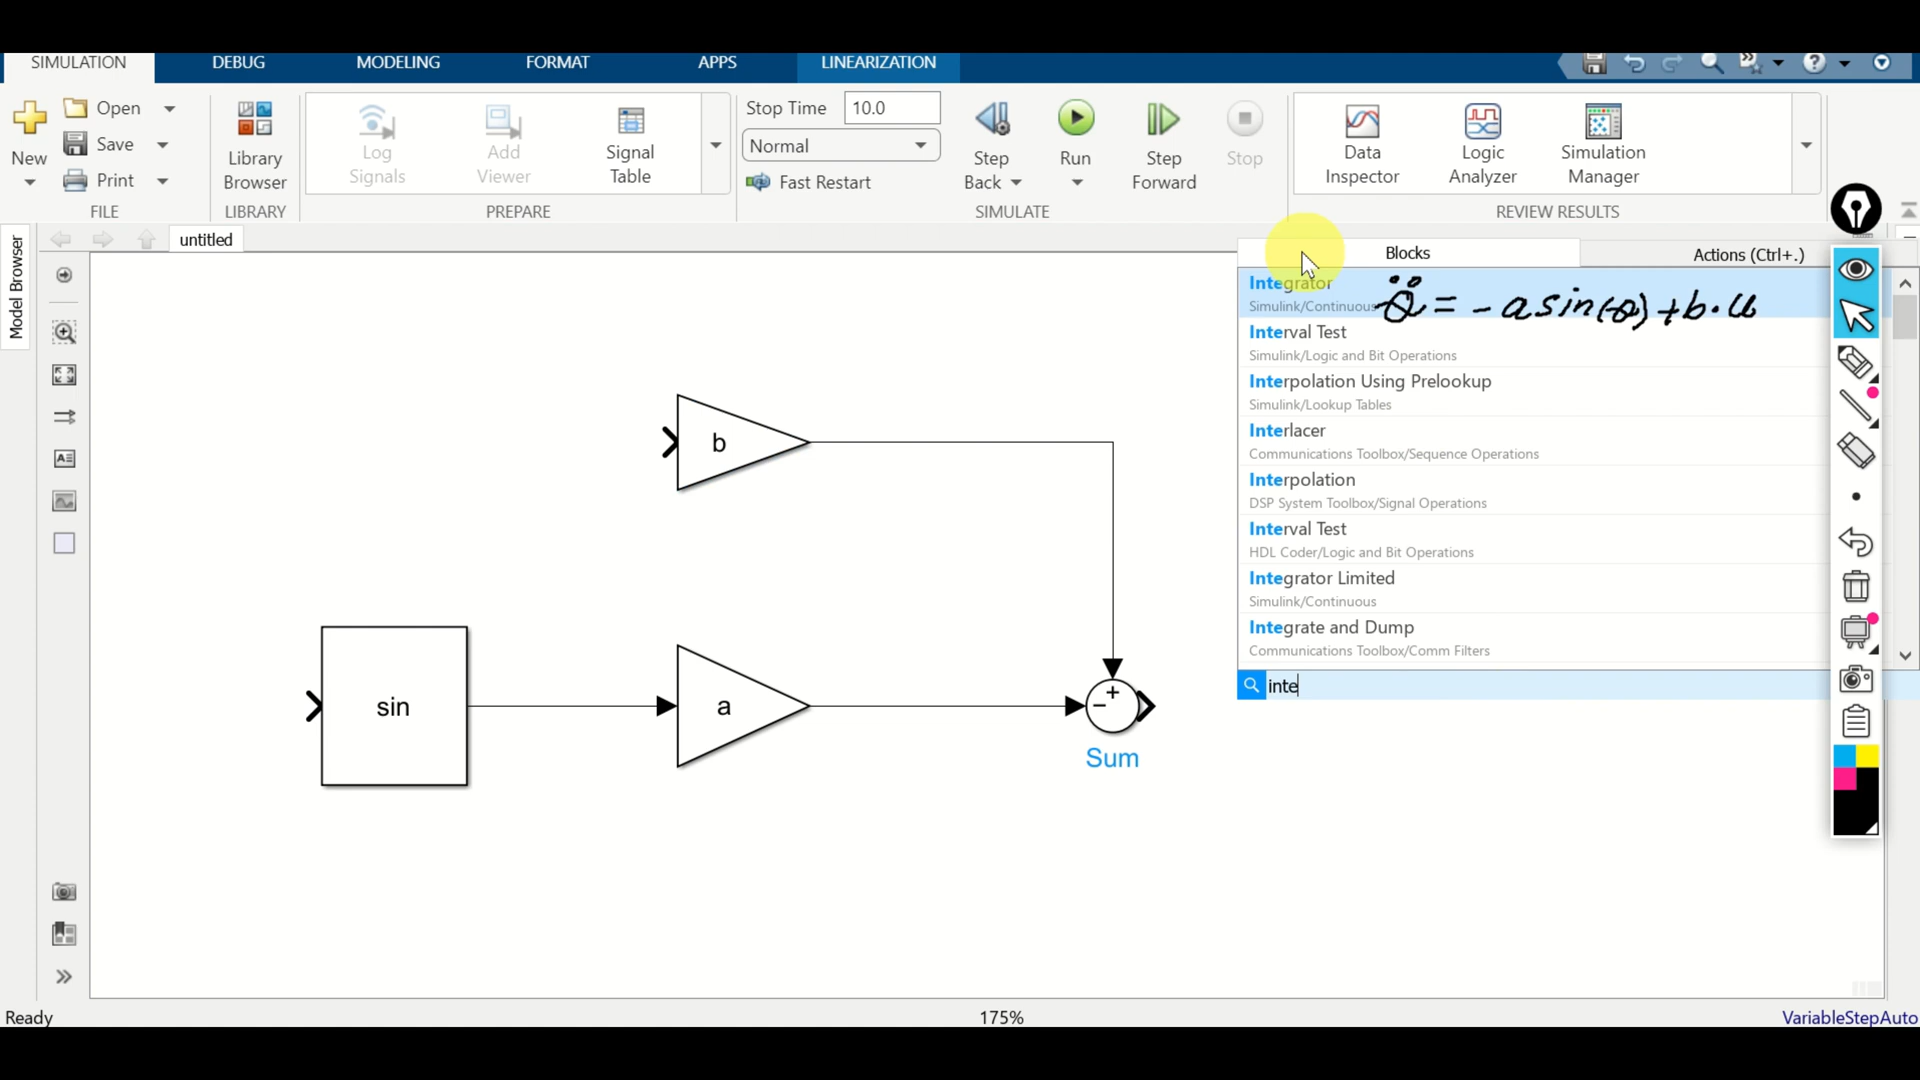 SIMULATION DEBUG MODELING FORMAT APPS LINEARIZATION
New
Open
Save
Print
FILE
Library Browser
LIBRARY
Log Signals
Add Viewer
Signal Table
PREPARE
Stop Time 10.0
Normal
Fast Restart
Step Back
Run
Step Forward
Stop
SIMULATE
Data Inspector
Logic Analyzer
Simulation Manager
REVIEW RESULTS
Model Browser
untitled
Blocks
Actions (Ctrl+.)
Integrator
Simulink/Continuous
θ̈ = - a sin(θ) + b · u
Interval Test
Simulink/Logic and Bit Operations
Interpolation Using Prelookup
Simulink/Lookup Tables
Interlacer
Communications Toolbox/Sequence Operations
Interpolation
DSP System Toolbox/Signal Operations
Interval Test
HDL Coder/Logic and Bit Operations
Integrator Limited
Simulink/Continuous
Integrate and Dump
Communications Toolbox/Comm Filters
inte
b
sin
a
+
−
Sum
Ready
175%
VariableStepAuto